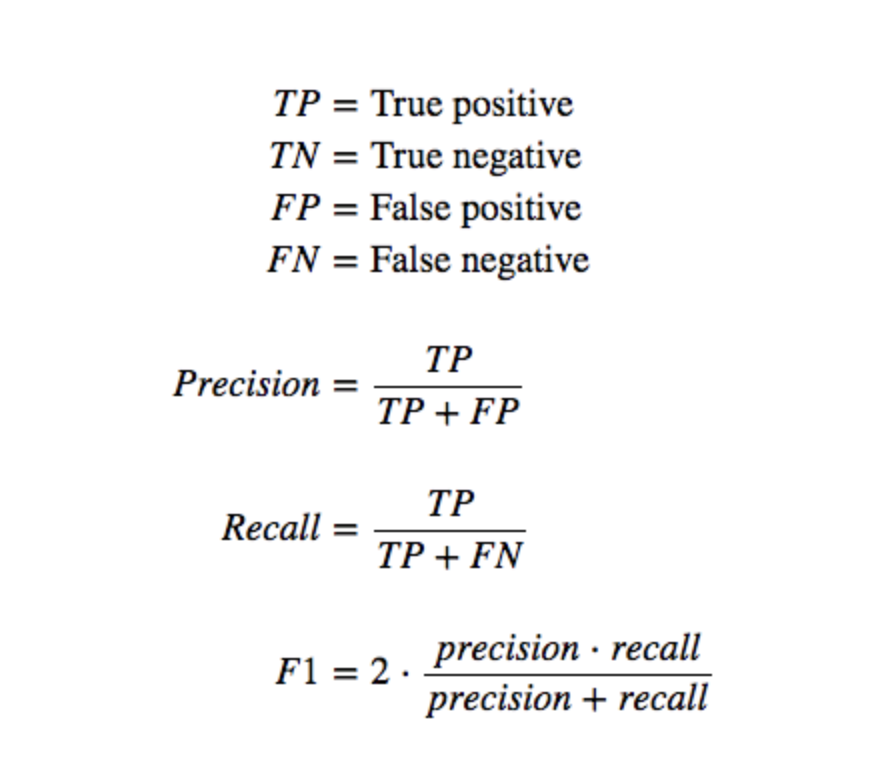 TP = True positive
TN = True negative
FP = False positive
FN = False negative
Precision = TP / TP + FP
Recall = TP / TP + FN
F1 = 2 · precision · recall / precision + recall